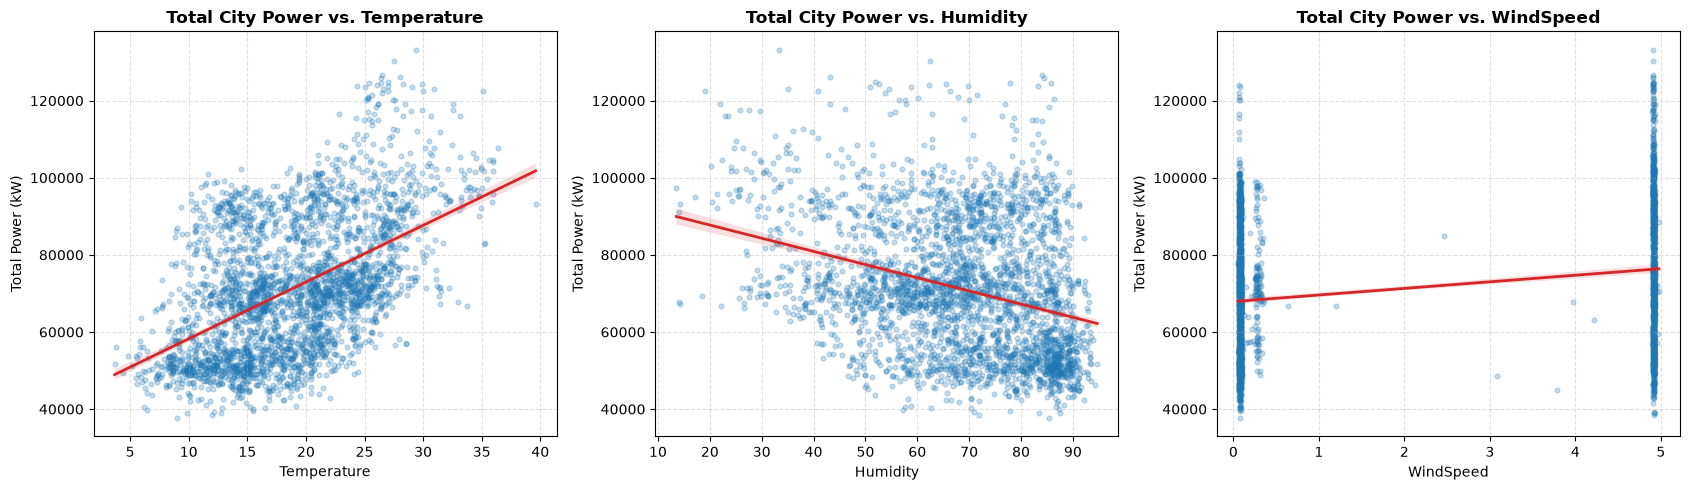 Total City Power vs. Temperature
Total Power (kW)
120000
100000
80000
60000
40000
5 10 15 20 25 30 35 40
Temperature
Total City Power vs. Humidity
Total Power (kW)
120000
100000
80000
60000
40000
10 20 30 40 50 60 70 80 90
Humidity
Total City Power vs. WindSpeed
Total Power (kW)
120000
100000
80000
60000
40000
0 1 2 3 4 5
WindSpeed